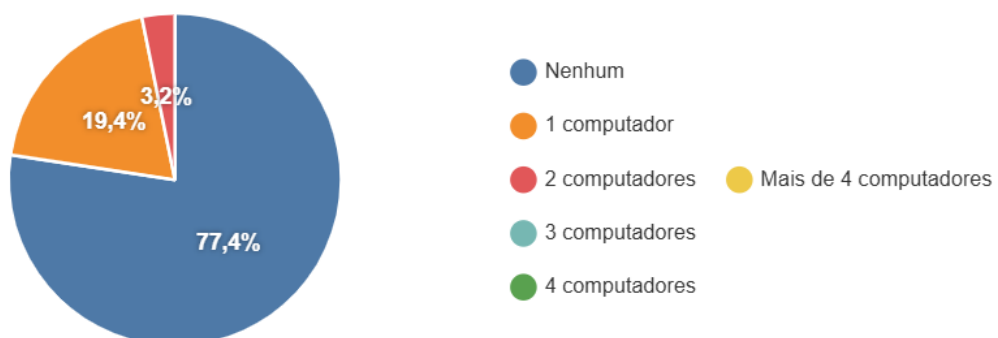 3,2%
19,4%
77,4%
Nenhum
1 computador
2 computadores
3 computadores
4 computadores
Mais de 4 computadores